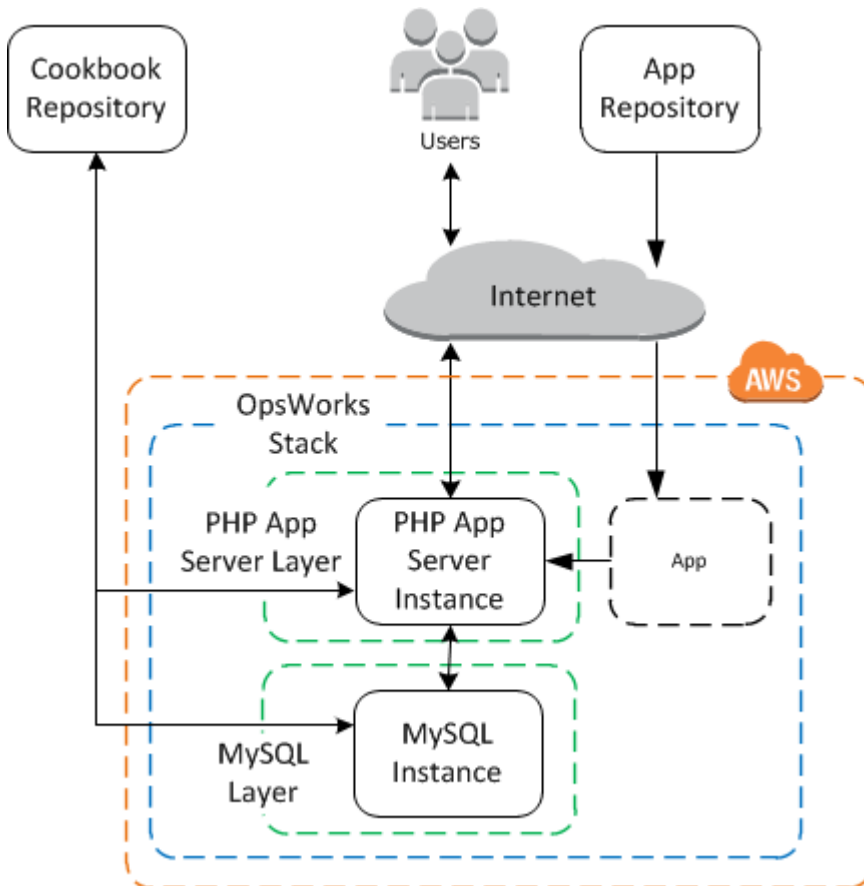 Cookbook
Repository
Users
App
Repository
Internet
AWS
OpsWorks
Stack
PHP App
Server Layer
PHP App
Server
Instance
App
MySQL
Layer
MySQL
Instance